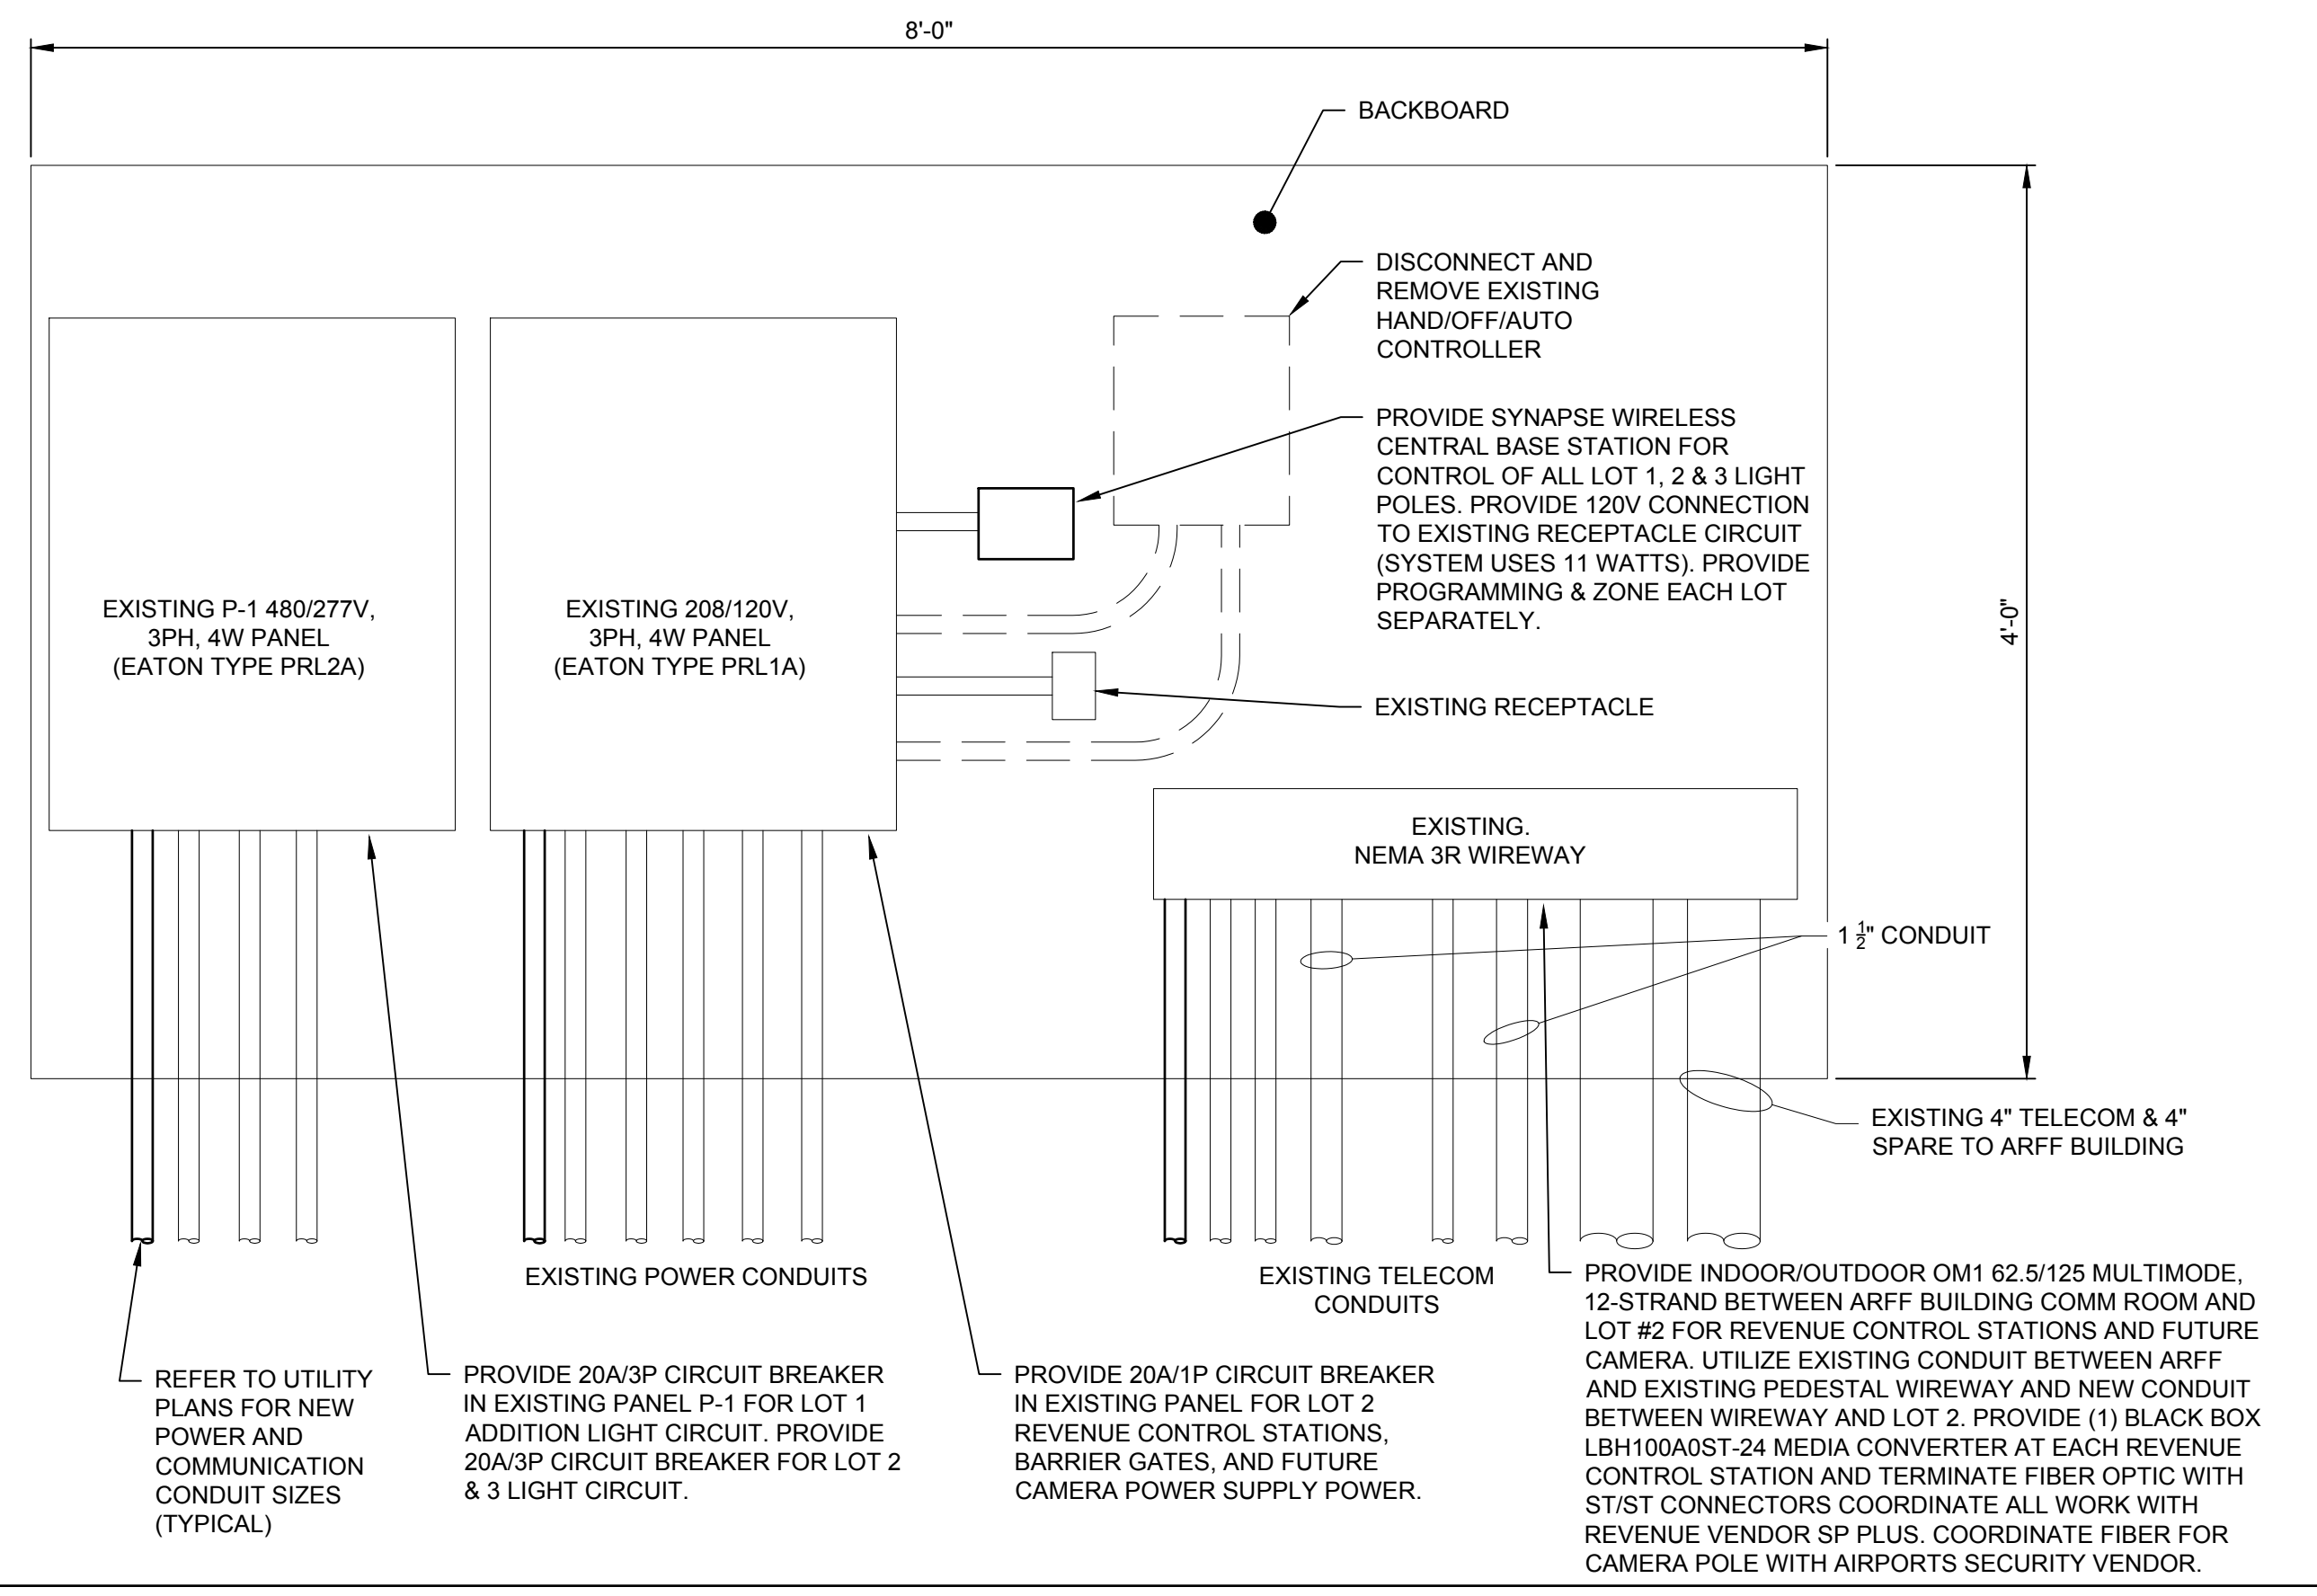 8'-0"
BACKBOARD
DISCONNECT AND
REMOVE EXISTING
HAND/OFF/AUTO
CONTROLLER
PROVIDE SYNAPSE WIRELESS
CENTRAL BASE STATION FOR
CONTROL OF ALL LOT 1, 2 & 3 LIGHT
POLES. PROVIDE 120V CONNECTION
TO EXISTING RECEPTACLE CIRCUIT
(SYSTEM USES 11 WATTS). PROVIDE
PROGRAMMING & ZONE EACH LOT
SEPARATELY.
EXISTING P-1 480/277V,
3PH, 4W PANEL
(EATON TYPE PRL2A)
EXISTING 208/120V,
3PH, 4W PANEL
(EATON TYPE PRL1A)
4'-0"
EXISTING RECEPTACLE
EXISTING.
NEMA 3R WIREWAY
1 1/2" CONDUIT
EXISTING 4" TELECOM & 4"
SPARE TO ARFF BUILDING
EXISTING POWER CONDUITS
EXISTING TELECOM
CONDUITS
REFER TO UTILITY
PLANS FOR NEW
POWER AND
COMMUNICATION
CONDUIT SIZES
(TYPICAL)
PROVIDE 20A/3P CIRCUIT BREAKER
IN EXISTING PANEL P-1 FOR LOT 1
ADDITION LIGHT CIRCUIT. PROVIDE
20A/3P CIRCUIT BREAKER FOR LOT 2
& 3 LIGHT CIRCUIT.
PROVIDE 20A/1P CIRCUIT BREAKER
IN EXISTING PANEL FOR LOT 2
REVENUE CONTROL STATIONS,
BARRIER GATES, AND FUTURE
CAMERA POWER SUPPLY POWER.
PROVIDE INDOOR/OUTDOOR OM1 62.5/125 MULTIMODE,
12-STRAND BETWEEN ARFF BUILDING COMM ROOM AND
LOT #2 FOR REVENUE CONTROL STATIONS AND FUTURE
CAMERA. UTILIZE EXISTING CONDUIT BETWEEN ARFF
AND EXISTING PEDESTAL WIREWAY AND NEW CONDUIT
BETWEEN WIREWAY AND LOT 2. PROVIDE (1) BLACK BOX
LBH100A0ST-24 MEDIA CONVERTER AT EACH REVENUE
CONTROL STATION AND TERMINATE FIBER OPTIC WITH
ST/ST CONNECTORS COORDINATE ALL WORK WITH
REVENUE VENDOR SP PLUS. COORDINATE FIBER FOR
CAMERA POLE WITH AIRPORTS SECURITY VENDOR.